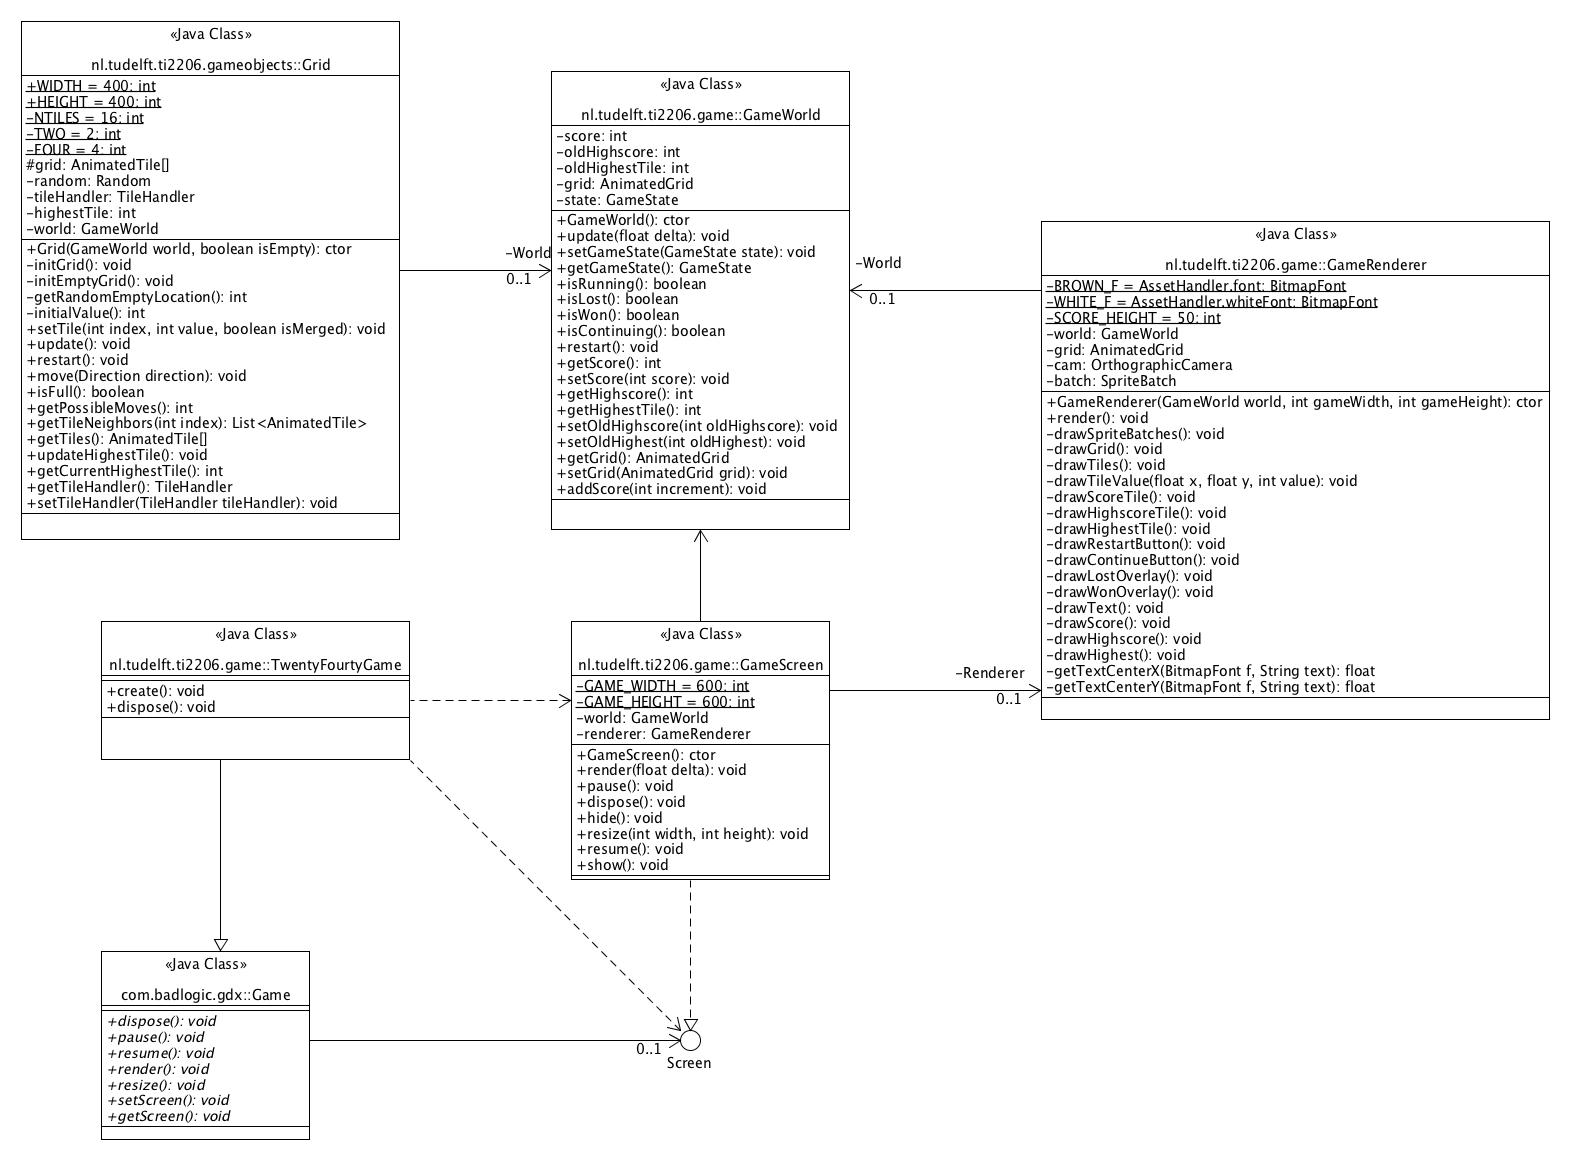 «Java Class»
nl.tudelft.ti2206.gameobjects::Grid
+WIDTH = 400: int
+HEIGHT = 400: int
-NTILES = 16: int
-TWO = 2: int
-FOUR = 4: int
#grid: AnimatedTile[]
-random: Random
-tileHandler: TileHandler
-highestTile: int
-world: GameWorld
+Grid(GameWorld world, boolean isEmpty): ctor
-initGrid(): void
-initEmptyGrid(): void
-getRandomEmptyLocation(): int
-initialValue(): int
+setTile(int index, int value, boolean isMerged): void
+update(): void
+restart(): void
+move(Direction direction): void
+isFull(): boolean
+getPossibleMoves(): int
+getTileNeighbors(int index): List<AnimatedTile>
+getTiles(): AnimatedTile[]
+updateHighestTile(): void
+getCurrentHighestTile(): int
+getTileHandler(): TileHandler
+setTileHandler(TileHandler tileHandler): void
-World
0..1
«Java Class»
nl.tudelft.ti2206.game::GameWorld
-score: int
-oldHighscore: int
-oldHighestTile: int
-grid: AnimatedGrid
-state: GameState
+GameWorld(): ctor
+update(float delta): void
+setGameState(GameState state): void
+getGameState(): GameState
+isRunning(): boolean
+isLost(): boolean
+isWon(): boolean
+isContinuing(): boolean
+restart(): void
+getScore(): int
+setScore(int score): void
+getHighscore(): int
+getHighestTile(): int
+setOldHighscore(int oldHighscore): void
+setOldHighest(int oldHighest): void
+getGrid(): AnimatedGrid
+setGrid(AnimatedGrid grid): void
+addScore(int increment): void
-World
0..1
«Java Class»
nl.tudelft.ti2206.game::GameRenderer
-BROWN_F = AssetHandler.font: BitmapFont
-WHITE_F = AssetHandler.whiteFont: BitmapFont
-SCORE_HEIGHT = 50: int
-world: GameWorld
-grid: AnimatedGrid
-cam: OrthographicCamera
-batch: SpriteBatch
+GameRenderer(GameWorld world, int gameWidth, int gameHeight): ctor
+render(): void
-drawSpriteBatches(): void
-drawGrid(): void
-drawTiles(): void
-drawTileValue(float x, float y, int value): void
-drawScoreTile(): void
-drawHighscoreTile(): void
-drawHighestTile(): void
-drawRestartButton(): void
-drawContinueButton(): void
-drawLostOverlay(): void
-drawWonOverlay(): void
-drawText(): void
-drawScore(): void
-drawHighscore(): void
-drawHighest(): void
-getTextCenterX(BitmapFont f, String text): float
-getTextCenterY(BitmapFont f, String text): float
«Java Class»
nl.tudelft.ti2206.game::TwentyFourtyGame
+create(): void
+dispose(): void
«Java Class»
nl.tudelft.ti2206.game::GameScreen
-GAME_WIDTH = 600: int
-GAME_HEIGHT = 600: int
-world: GameWorld
-renderer: GameRenderer
+GameScreen(): ctor
+render(float delta): void
+pause(): void
+dispose(): void
+hide(): void
+resize(int width, int height): void
+resume(): void
+show(): void
-Renderer
0..1
«Java Class»
com.badlogic.gdx::Game
+dispose(): void
+pause(): void
+resume(): void
+render(): void
+resize(): void
+setScreen(): void
+getScreen(): void
0..1
Screen